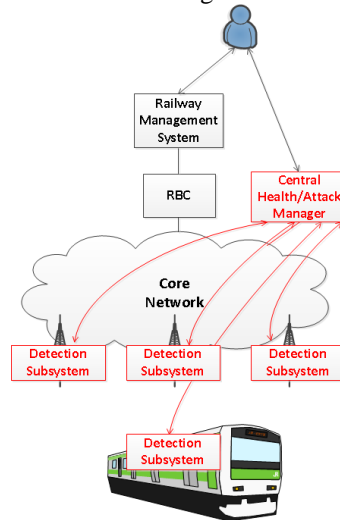 Railway
Management
System
RBC
Central
Health/Attack
Manager
Core
Network
Detection
Subsystem
Detection
Subsystem
Detection
Subsystem
Detection
Subsystem